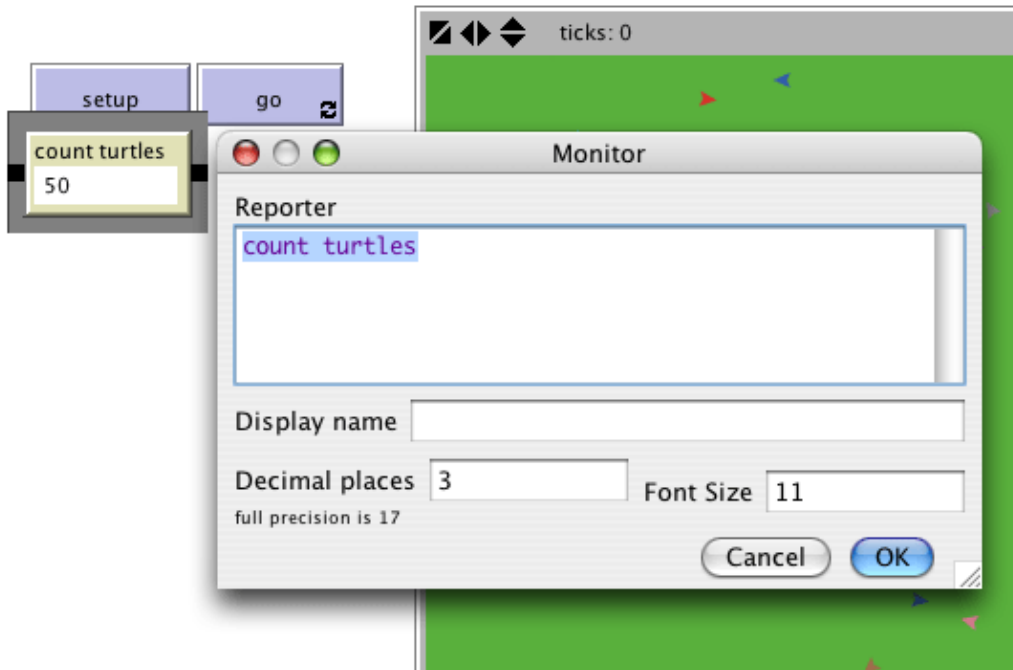 ticks: 0
setup
go
count turtles
50
Monitor
Reporter
count turtles
Display name
Decimal places 3
full precision is 17
Font Size 11
Cancel
OK